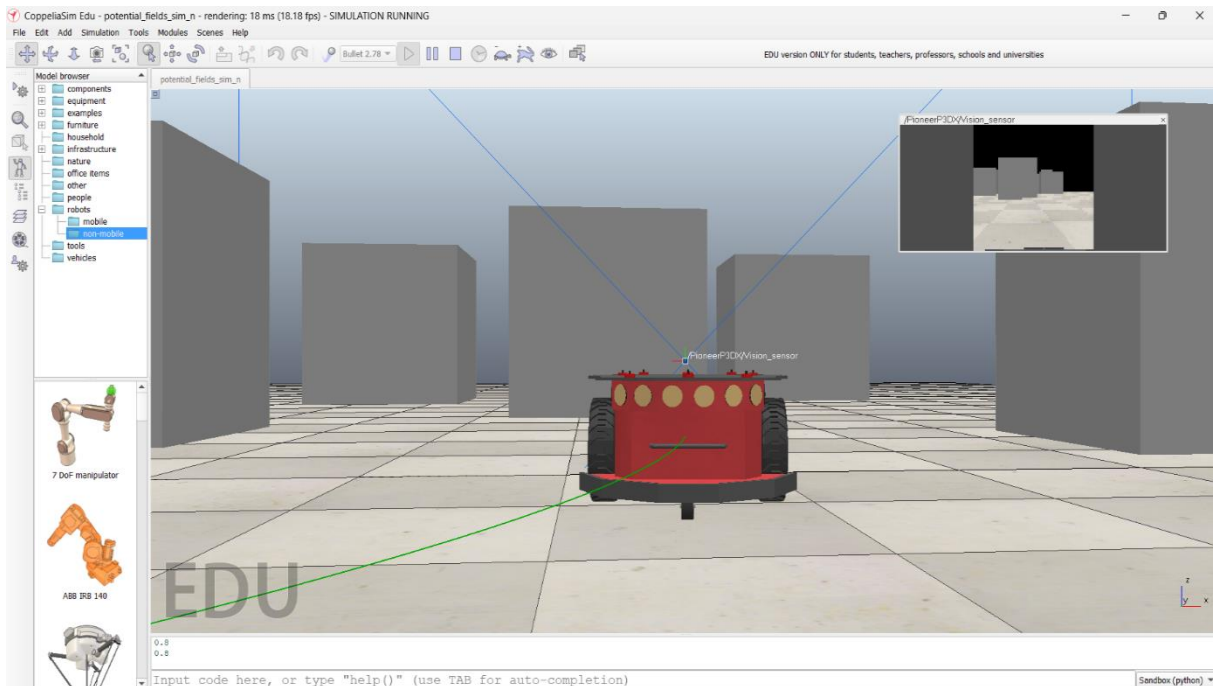 CoppeliaSim Edu - potential_fields_sim_n - rendering: 18 ms (18.18 fps) - SIMULATION RUNNING
File Edit Add Simulation Tools Modules Scenes Help
Bullet 2.78
EDU version ONLY for students, teachers, professors, schools and universities
Model browser
components
equipment
examples
furniture
household
infrastructure
nature
office items
other
people
robots
mobile
non-mobile
tools
vehicles
7 DoF manipulator
ABB IRB 140
potential_fields_sim_n
/PioneerP3DX/Vision_sensor
/PioneerP3DX/Vision_sensor
EDU
z
y x
0.8
0.8
Input code here, or type "help()" (use TAB for auto-completion)
Sandbox (python)